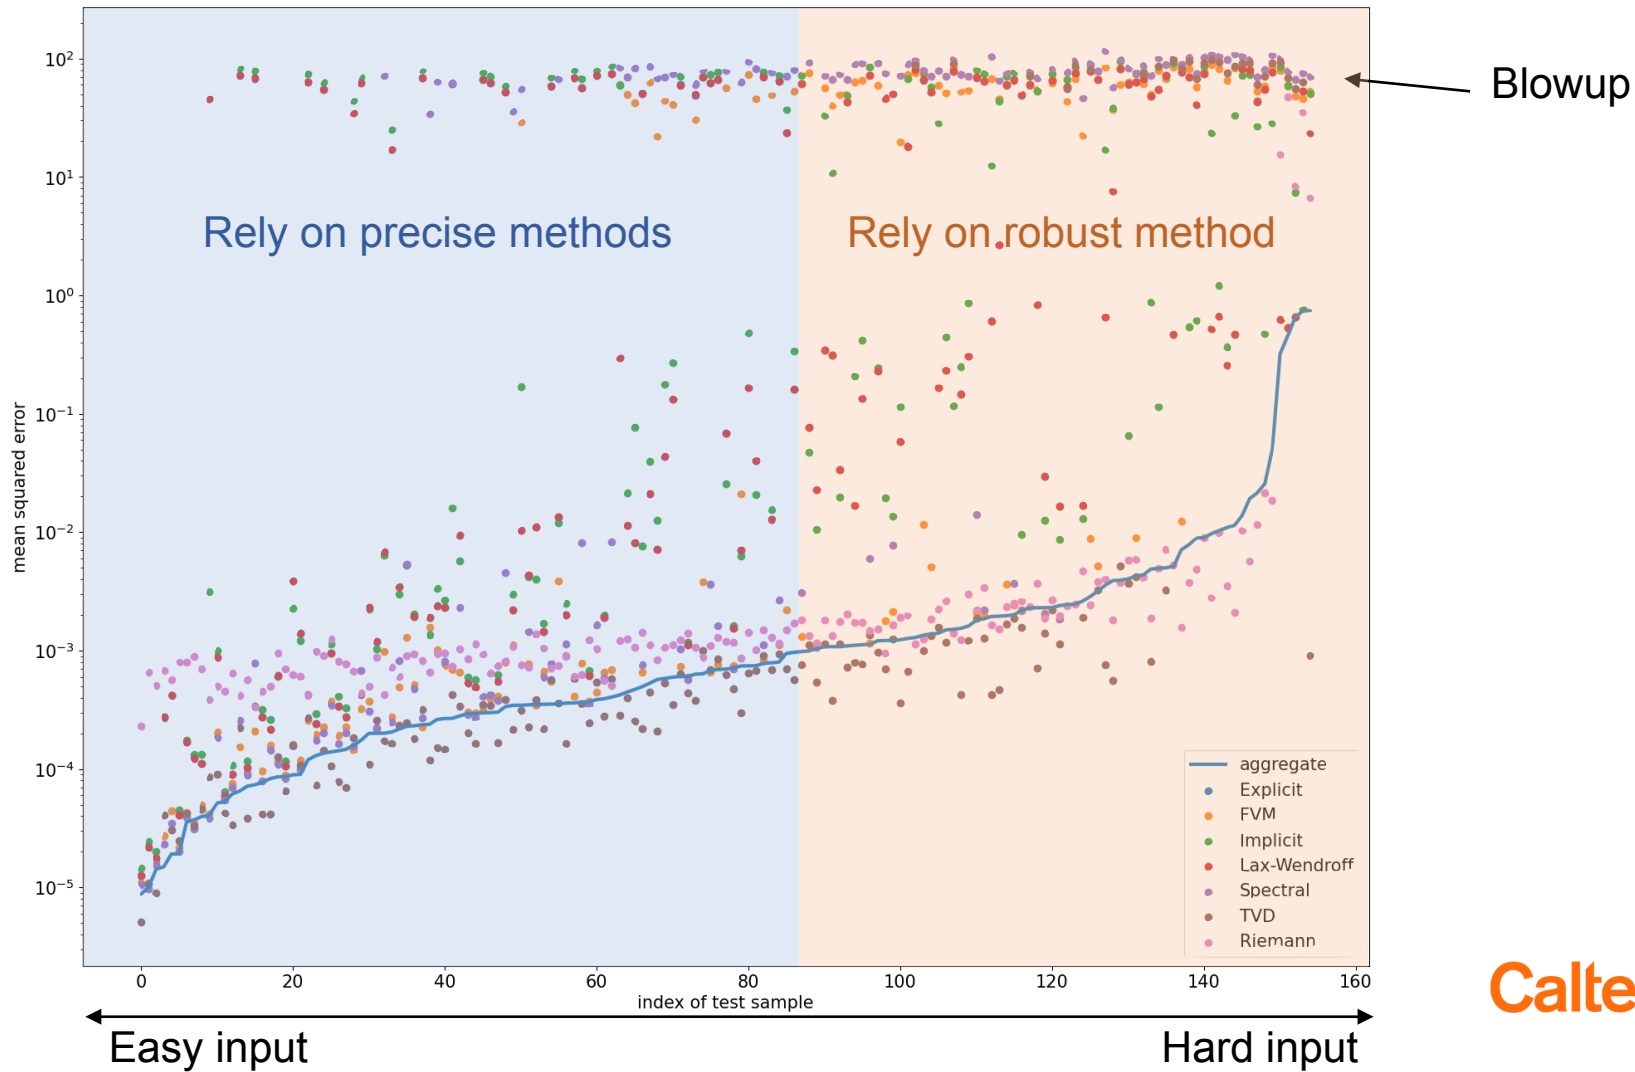 Blowup
Rely on precise methods
Rely on robust method
mean squared error
10²
10¹
10⁰
10⁻¹
10⁻²
10⁻³
10⁻⁴
10⁻⁵
aggregate
Explicit
FVM
Implicit
Lax-Wendroff
Spectral
TVD
Riemann
0 20 40 60 80 100 120 140 160
index of test sample
Easy input
Hard input
Calte